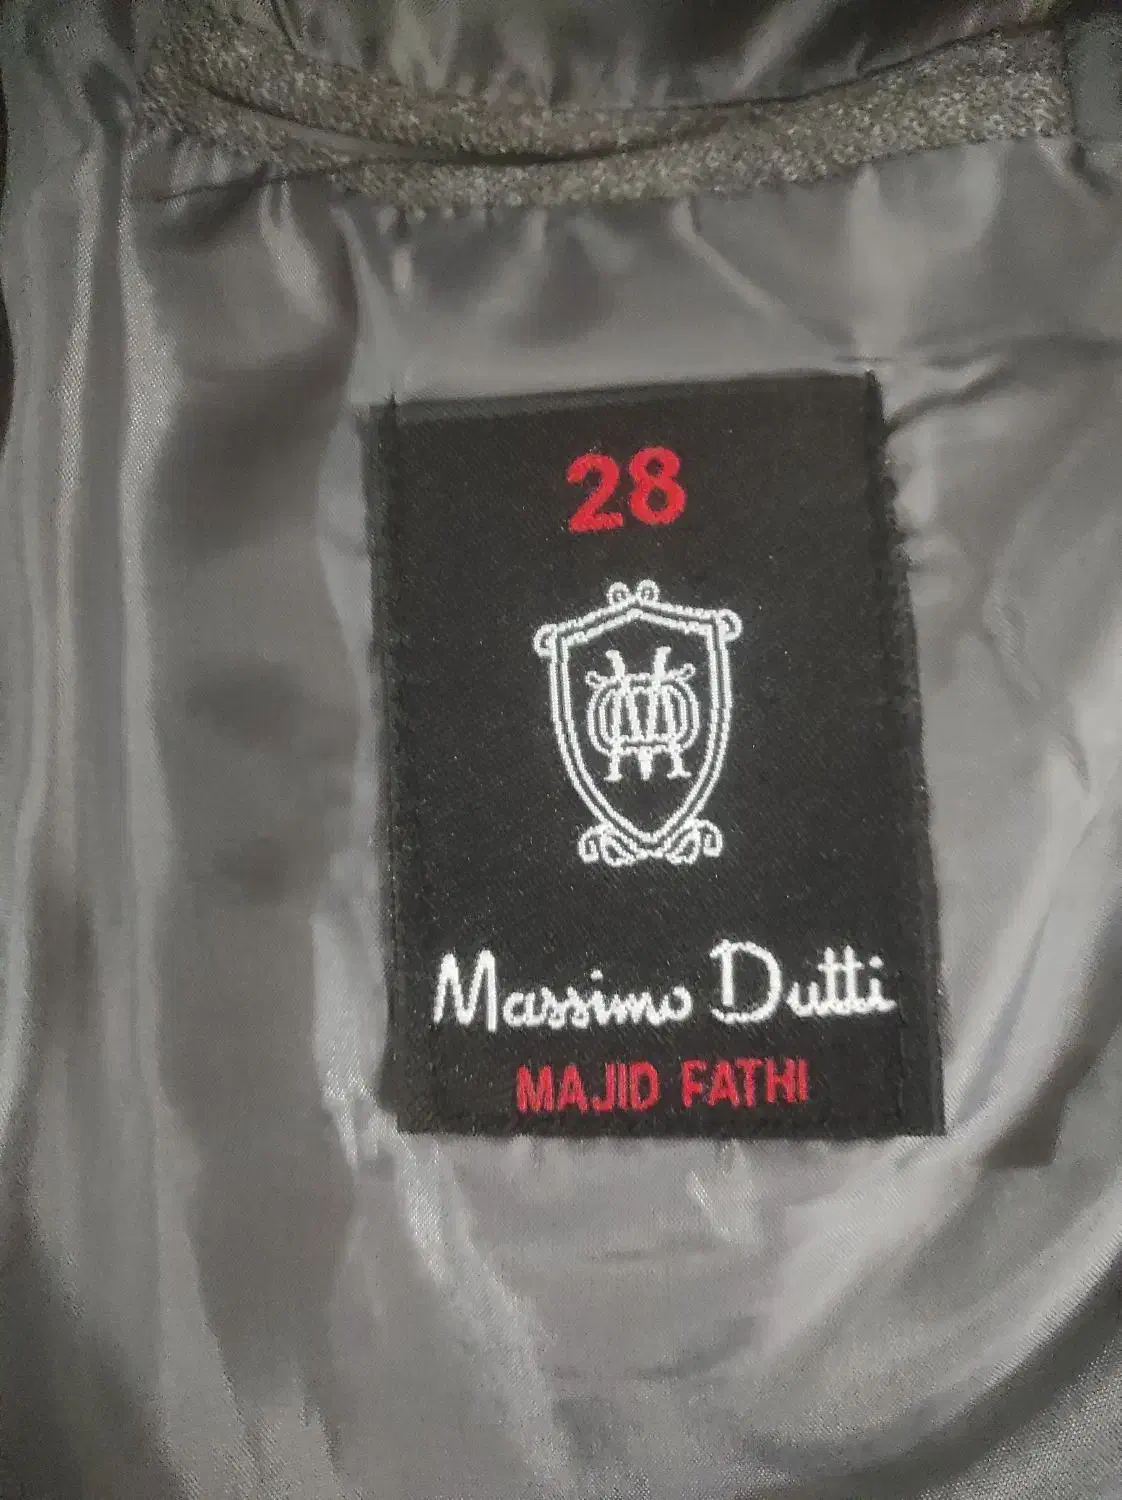 28
Massimo Dutti
MAJID FATHI